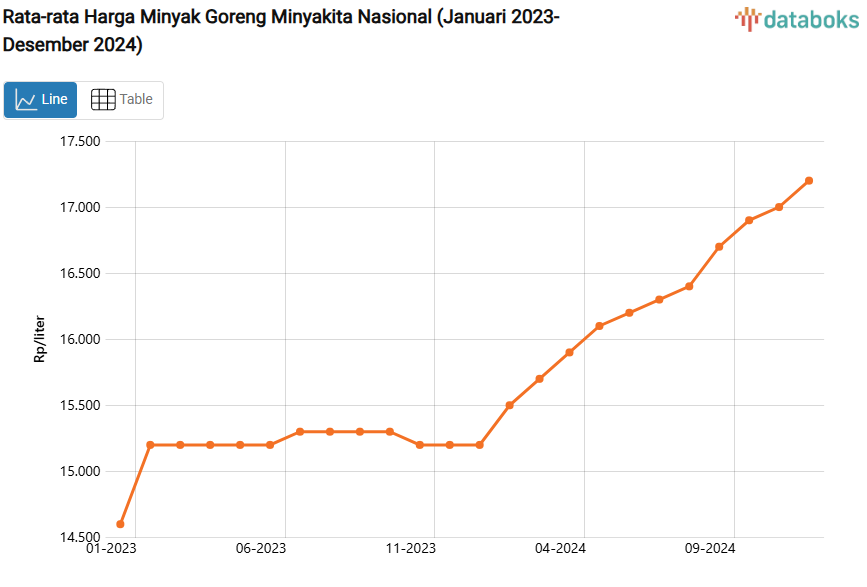 Rata-rata Harga Minyak Goreng Minyakita Nasional (Januari 2023-
Desember 2024)
databoks
Line
Table
17.500
17.000
16.500
16.000
15.500
15.000
14.500
Rp/liter
01-2023
06-2023
11-2023
04-2024
09-2024